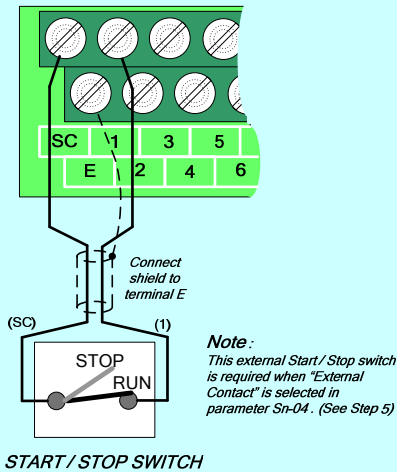 SC 1 3 5
E 2 4 6
Connect
shield to
terminal E
(SC) (1)
STOP
RUN
Note :
This external Start / Stop switch
is required when “External
Contact” is selected in
parameter Sn-04 . (See Step 5)
START / STOP SWITCH